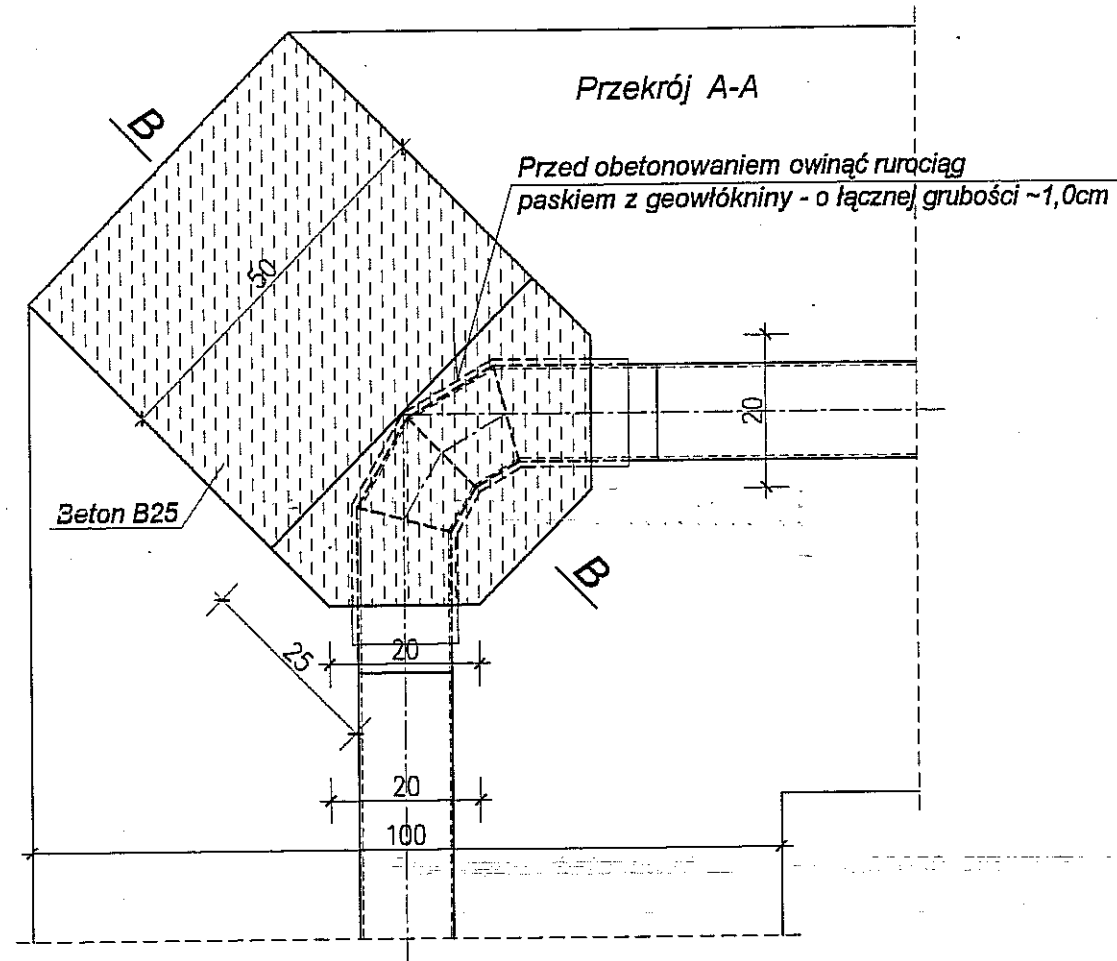 Przekrój A-A
B
Przed obetonowaniem owinąć rurociąg
paskiem z geowłókniny - o łącznej grubości ~1,0cm
50
20
Beton B25
B
25
20
20
100